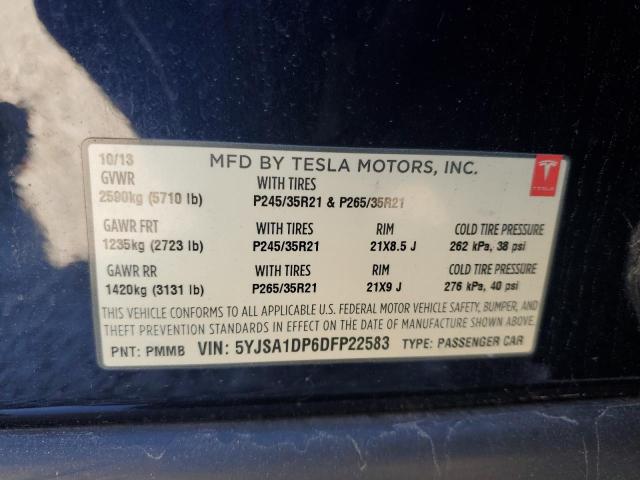 10/13 MFD BY TESLA MOTORS, INC.
TESLA
GVWR WITH TIRES
2590kg (5710 lb) P245/35R21 & P265/35R21
GAWR FRT WITH TIRES RIM COLD TIRE PRESSURE
1235kg (2723 lb) P245/35R21 21X8.5 J 262 kPa, 38 psi
GAWR RR WITH TIRES RIM COLD TIRE PRESSURE
1420kg (3131 lb) P265/35R21 21X9 J 276 kPa, 40 psi
THIS VEHICLE CONFORMS TO ALL APPLICABLE U.S. FEDERAL MOTOR VEHICLE SAFETY, BUMPER, AND
THEFT PREVENTION STANDARDS IN EFFECT ON THE DATE OF MANUFACTURE SHOWN ABOVE.
PNT: PMMB VIN: 5YJSA1DP6DFP22583 TYPE: PASSENGER CAR